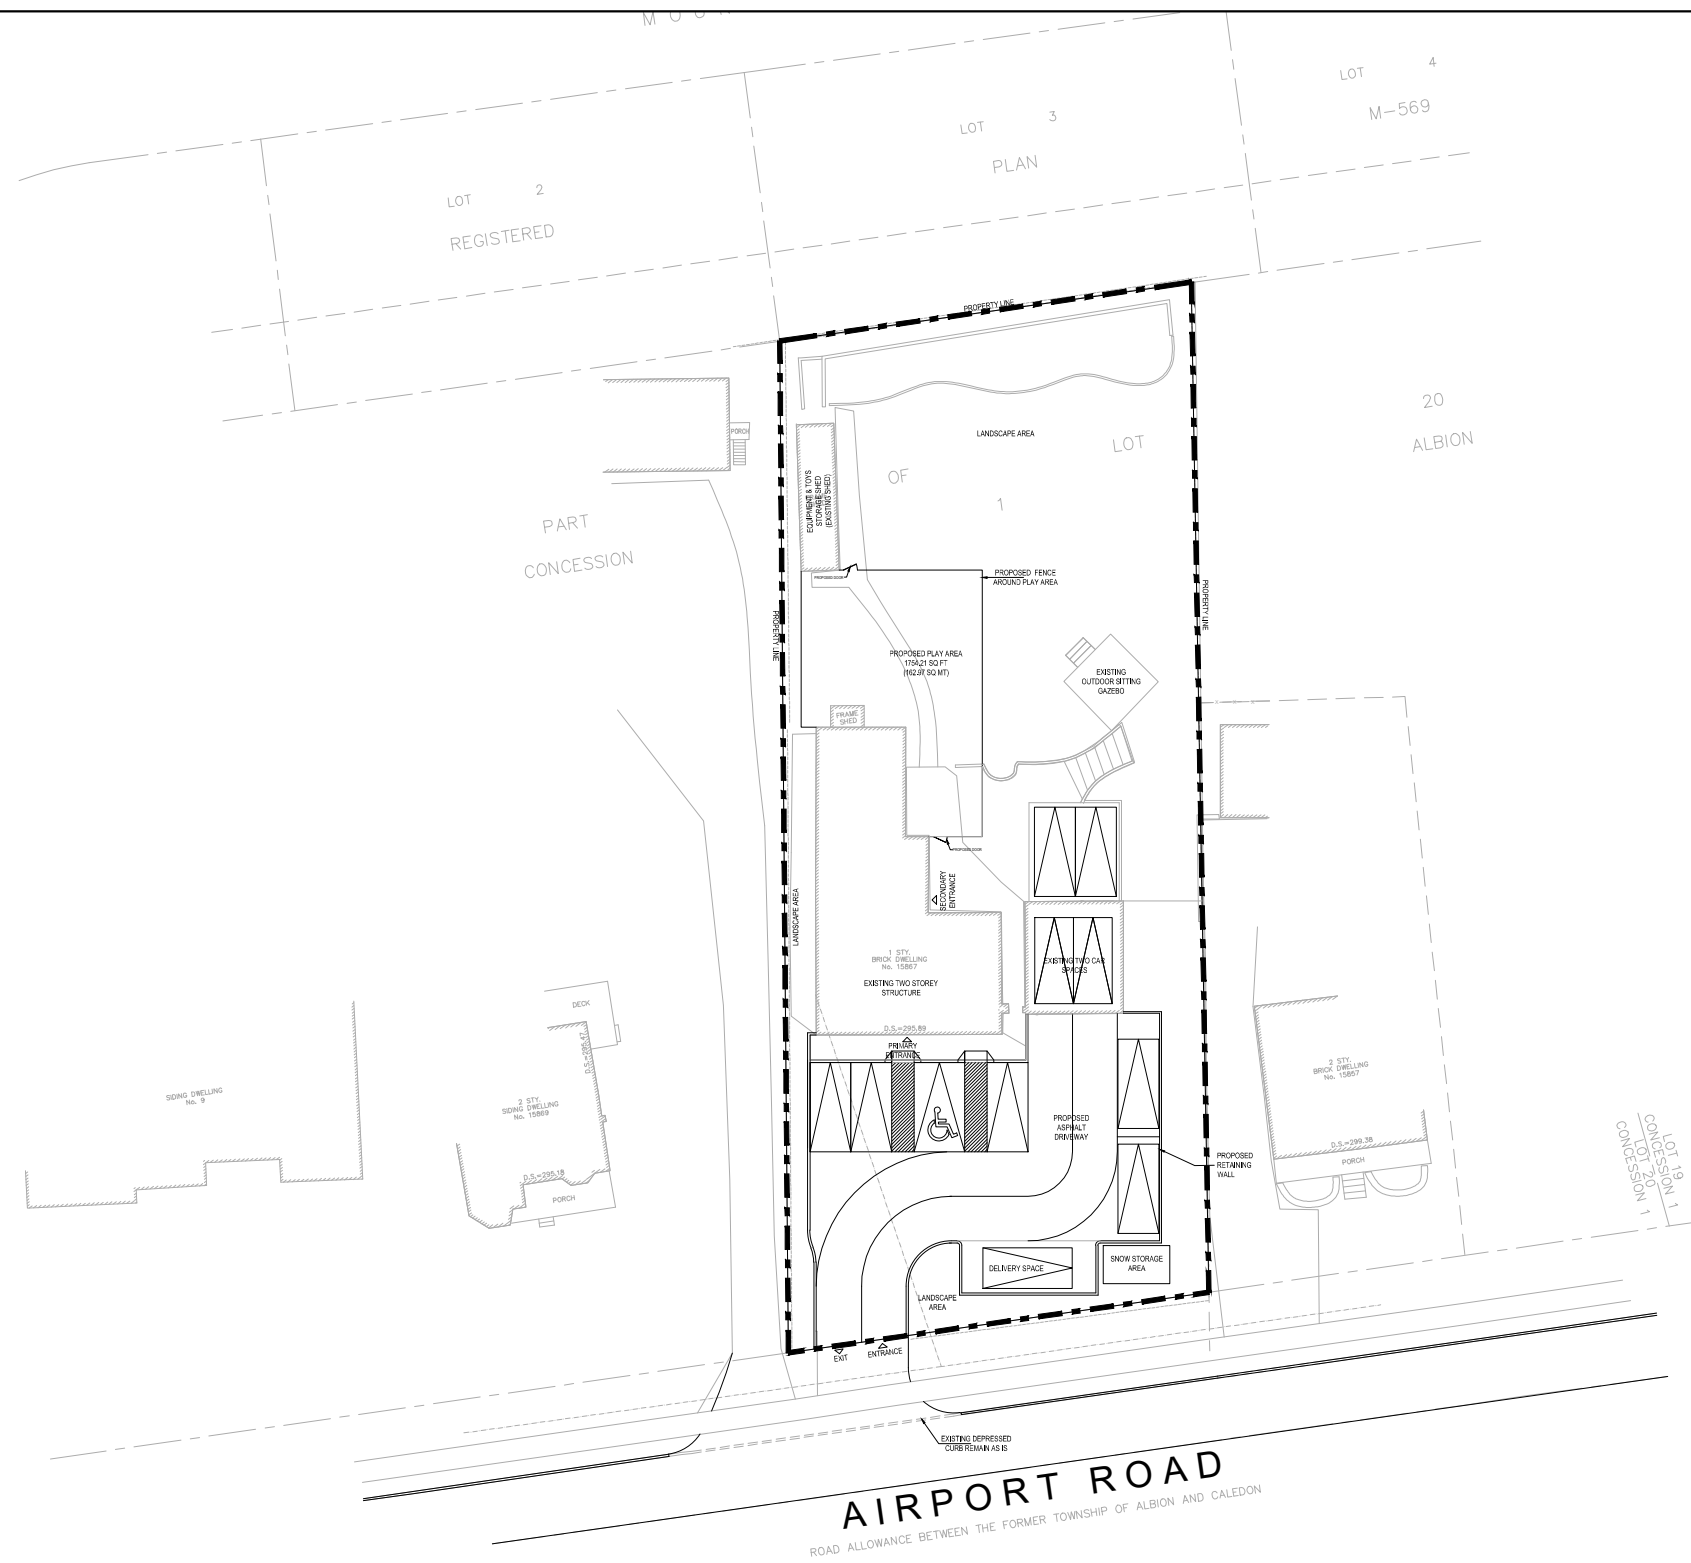 LOT 4
M-569
LOT 3
PLAN
LOT 2
REGISTERED
PROPERTY LINE
20
ALBION
LANDSCAPE AREA
LOT
OF
1
PORCH
EQUIPMENT & TOYS
STORAGE SHED
(EXISTING SHED)
PART
CONCESSION
PROPOSED DOOR
PROPOSED FENCE
AROUND PLAY AREA
PROPERTY LINE
PROPERTY LINE
PROPOSED PLAY AREA
1754.21 SQ FT
(162.97 SQ MT)
EXISTING
OUTDOOR SITTING
GAZEBO
FRAME
SHED
PROPOSED DOOR
SECONDARY
ENTRANCE
LANDSCAPE AREA
1 STY.
BRICK DWELLING
No. 15867
EXISTING TWO STOREY
STRUCTURE
EXISTING TWO CAR
SPACES
DECK
D.S.=295.47
D.S.=295.89
PRIMARY
ENTRANCE
SIDING DWELLING
No. 9
2 STY.
SIDING DWELLING
No. 15869
2 STY.
BRICK DWELLING
No. 15857
PROPOSED
ASPHALT
DRIVEWAY
D.S.=299.38
PORCH
PROPOSED
RETAINING
WALL
LOT 19
CONCESSION 1
LOT 20
CONCESSION 1
D.S.=295.18
PORCH
DELIVERY SPACE
SNOW STORAGE
AREA
LANDSCAPE
AREA
EXIT
ENTRANCE
EXISTING DEPRESSED
CURB REMAIN AS IS
AIRPORT ROAD
ROAD ALLOWANCE BETWEEN THE FORMER TOWNSHIP OF ALBION AND CALEDON